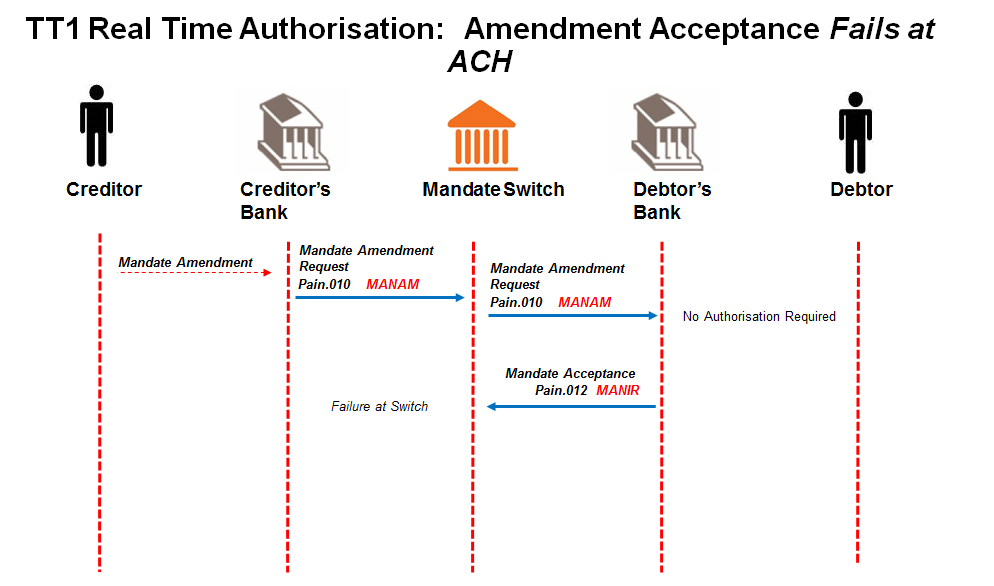 TT1 Real Time Authorisation: Amendment Acceptance Fails at
ACH
Creditor
Creditor's
Bank
Mandate Switch
Debtor's
Bank
Debtor
Mandate Amendment
Mandate Amendment
Request
Pain.010 MANAM
Mandate Amendment
Request
Pain.010 MANAM
No Authorisation Required
Mandate Acceptance
Pain.012 MANIR
Failure at Switch